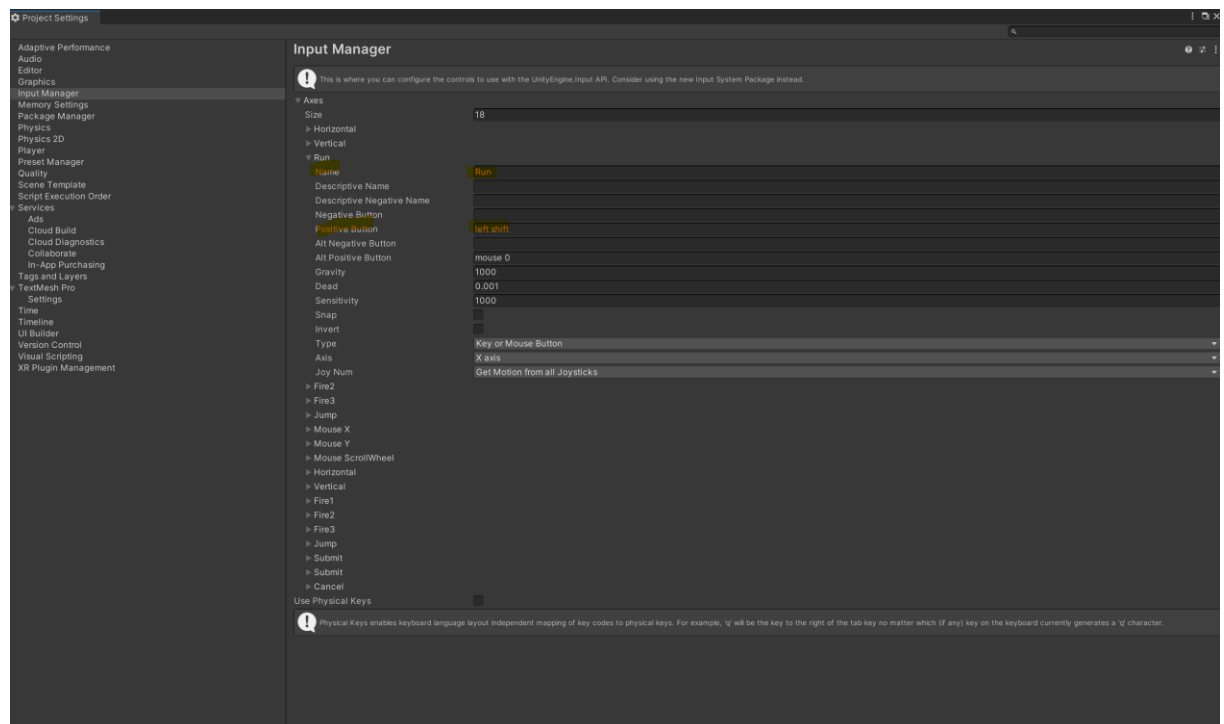 Project Settings
Adaptive Performance
Audio
Editor
Graphics
Input Manager
Memory Settings
Package Manager
Physics
Physics 2D
Player
Preset Manager
Quality
Scene Template
Script Execution Order
Services
Ads
Cloud Build
Cloud Diagnostics
Collaborate
In-App Purchasing
Tags and Layers
TextMesh Pro
Settings
Time
Timeline
UI Builder
Version Control
Visual Scripting
XR Plugin Management
Input Manager
This is where you can configure the controls to use with the UnityEngine.Input API. Consider using the new Input System Package instead.
Axes
Size 18
Horizontal
Vertical
Run
Name Run
Descriptive Name
Descriptive Negative Name
Negative Button
Positive Button left shift
Alt Negative Button
Alt Positive Button mouse 0
Gravity 1000
Dead 0.001
Sensitivity 1000
Snap
Invert
Type Key or Mouse Button
Axis X axis
Joy Num Get Motion from all Joysticks
Fire2
Fire3
Jump
Mouse X
Mouse Y
Mouse ScrollWheel
Horizontal
Vertical
Fire1
Fire2
Fire3
Jump
Submit
Submit
Cancel
Use Physical Keys
Physical Keys enables keyboard language layout independent mapping of key codes to physical keys. For example, 'q' will be the key to the right of the tab key no matter which (if any) key on the keyboard currently generates a 'q' character.